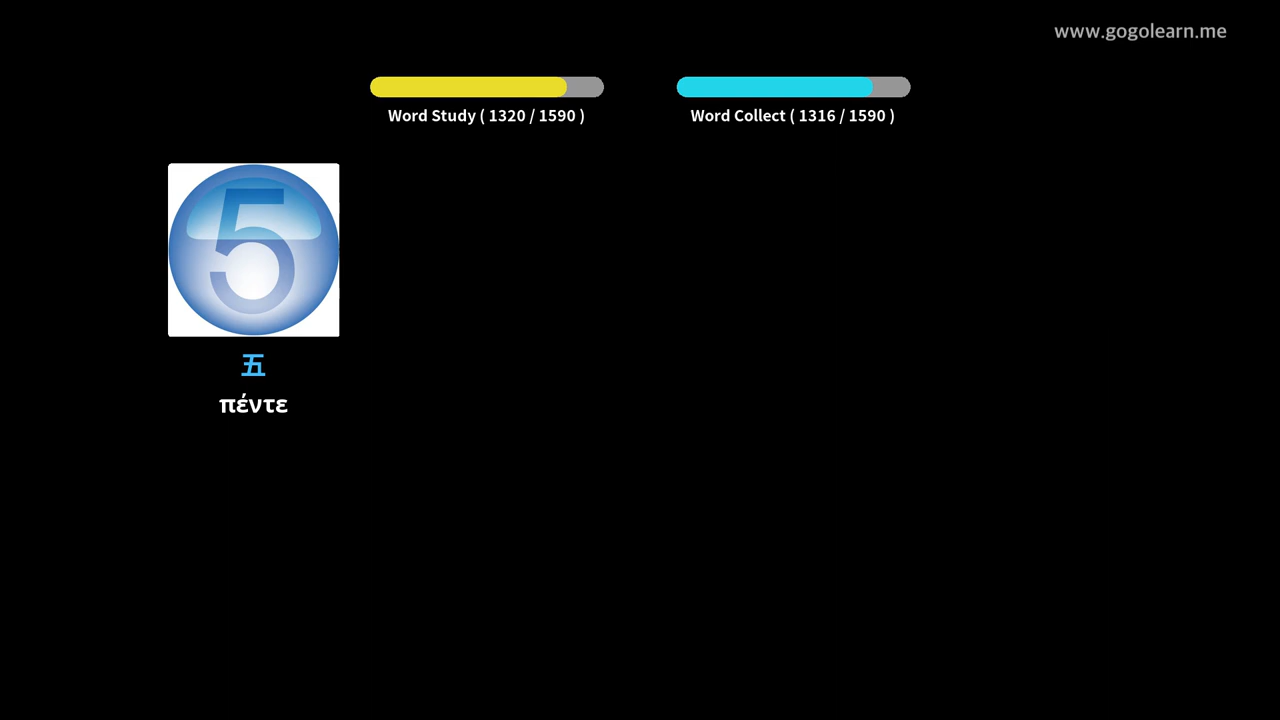 www.gogolearn.me
Word Study ( 1320 / 1590 )
Word Collect ( 1316 / 1590 )
5
五
πέντε